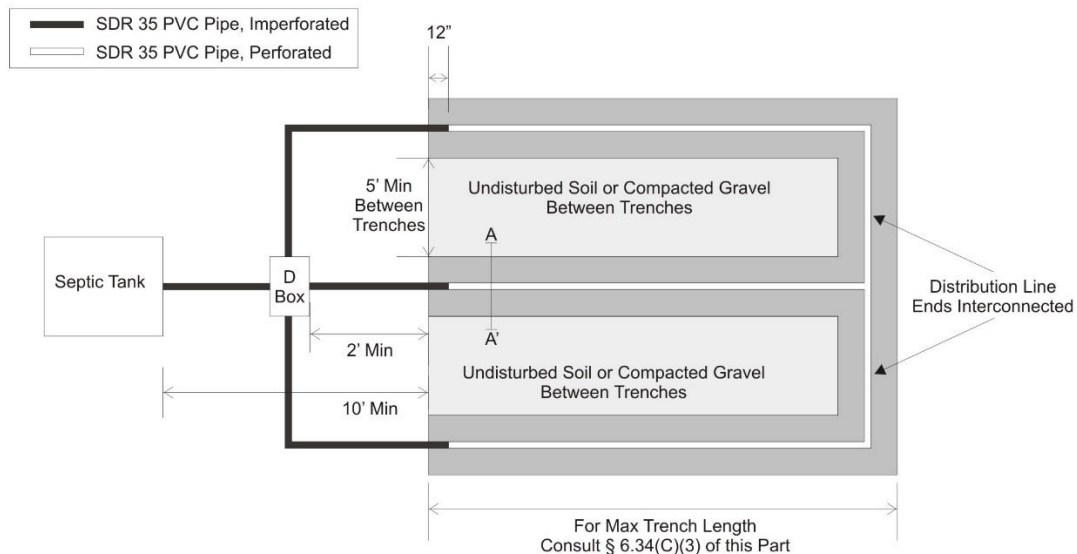 SDR 35 PVC Pipe, Imperforated
SDR 35 PVC Pipe, Perforated
12”
5’ Min
Between
Trenches
Undisturbed Soil or Compacted Gravel
Between Trenches
A
Septic Tank
D
Box
Distribution Line
Ends Interconnected
A’
2’ Min
Undisturbed Soil or Compacted Gravel
Between Trenches
10’ Min
For Max Trench Length
Consult § 6.34(C)(3) of this Part